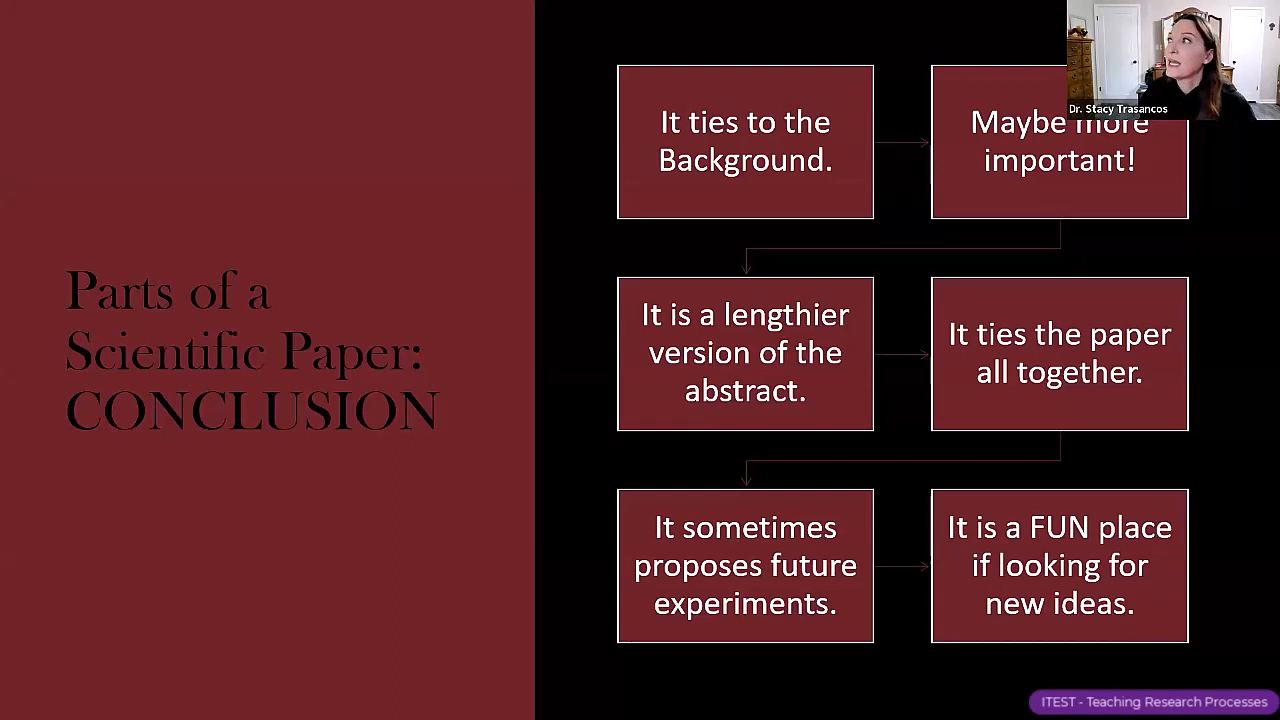 Parts of a
Scientific Paper:
CONCLUSION
It ties to the
Background.
Maybe more
important!
It is a lengthier
version of the
abstract.
It ties the paper
all together.
It sometimes
proposes future
experiments.
It is a FUN place
if looking for
new ideas.
Dr. Stacy Trasancos
ITEST - Teaching Research Processes